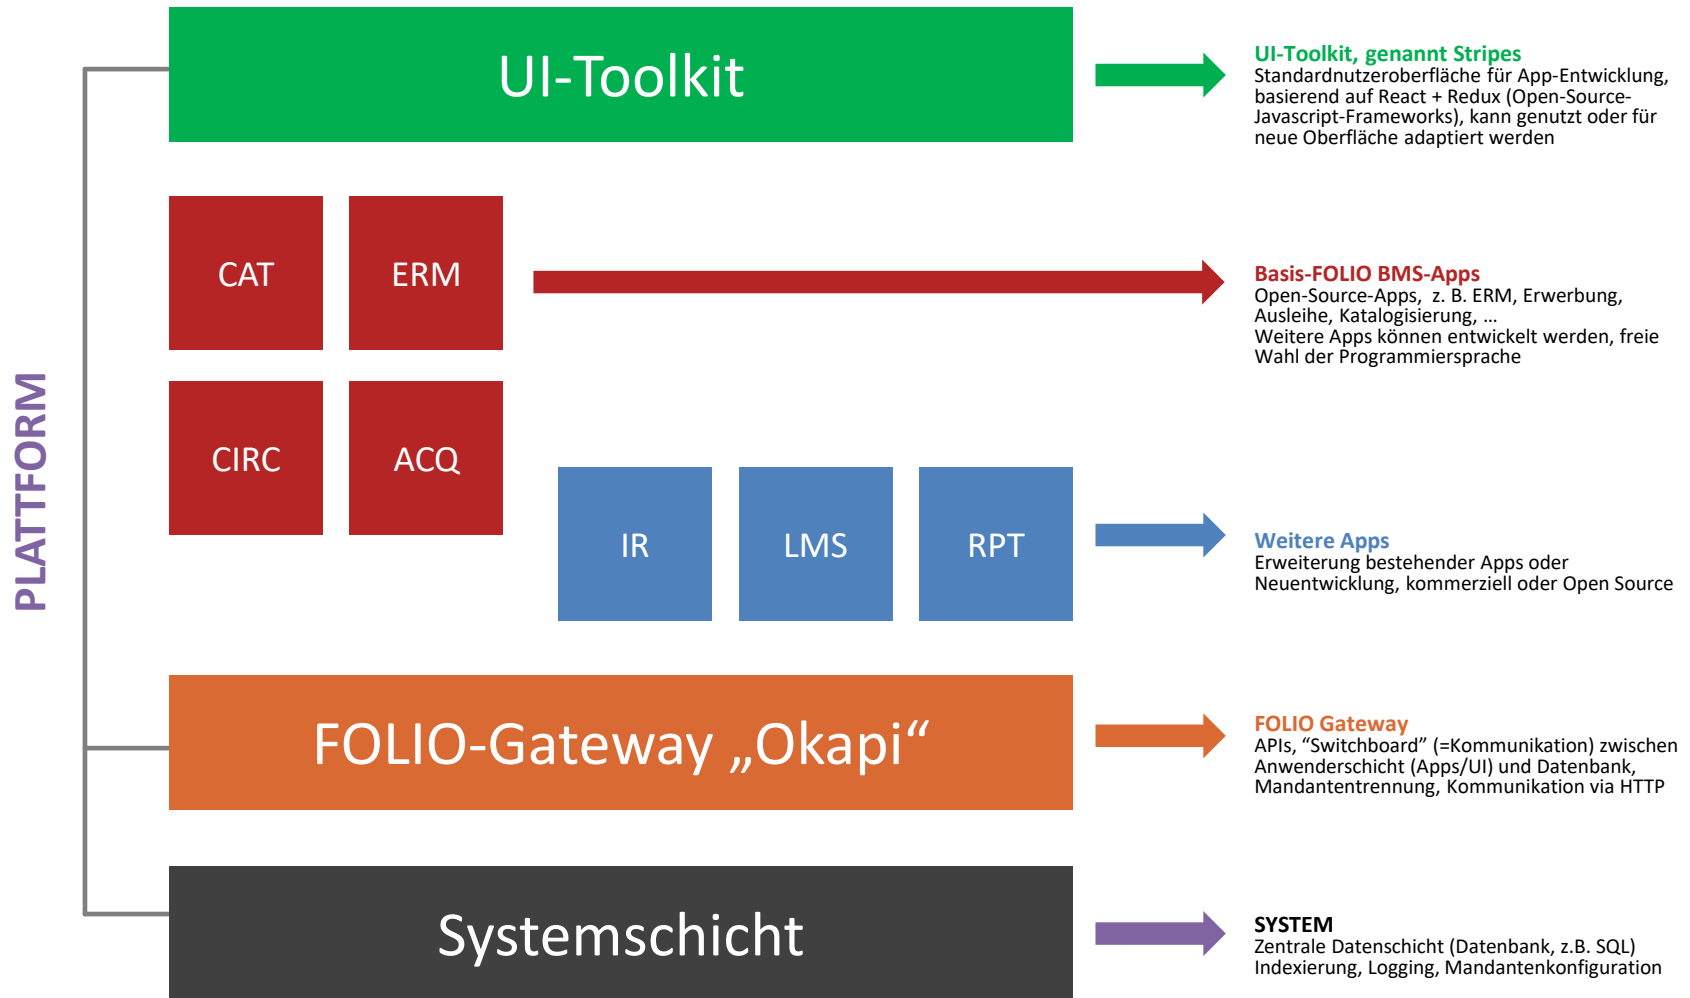 PLATTFORM
UI-Toolkit
UI-Toolkit, genannt Stripes
Standardnutzeroberfläche für App-Entwicklung,
basierend auf React + Redux (Open-Source-
Javascript-Frameworks), kann genutzt oder für
neue Oberfläche adaptiert werden
CAT
ERM
Basis-FOLIO BMS-Apps
Open-Source-Apps, z. B. ERM, Erwerbung,
Ausleihe, Katalogisierung, ...
Weitere Apps können entwickelt werden, freie
Wahl der Programmiersprache
CIRC
ACQ
IR
LMS
RPT
Weitere Apps
Erweiterung bestehender Apps oder
Neuentwicklung, kommerziell oder Open Source
FOLIO-Gateway „Okapi“
FOLIO Gateway
APIs, “Switchboard” (=Kommunikation) zwischen
Anwenderschicht (Apps/UI) und Datenbank,
Mandantentrennung, Kommunikation via HTTP
Systemschicht
SYSTEM
Zentrale Datenschicht (Datenbank, z.B. SQL)
Indexierung, Logging, Mandantenkonfiguration